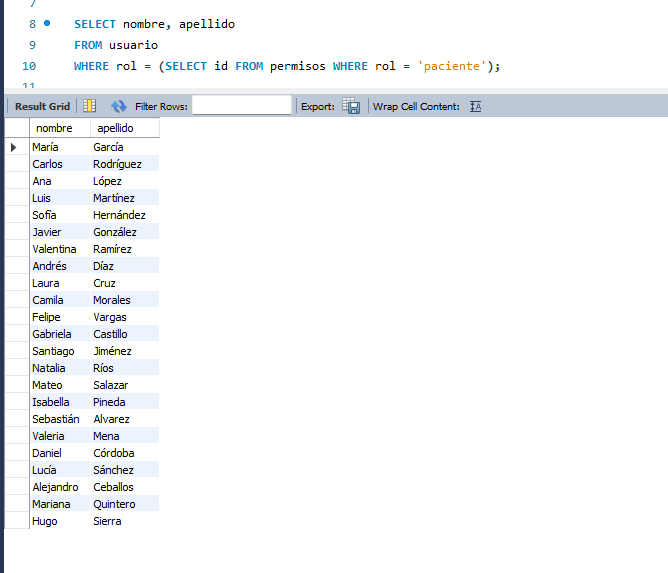 7
8 SELECT nombre, apellido
9 FROM usuario
10 WHERE rol = (SELECT id FROM permisos WHERE rol = 'paciente');
11
Result Grid Filter Rows: Export: Wrap Cell Content: IA
nombre apellido
María García
Carlos Rodríguez
Ana López
Luis Martínez
Sofía Hernández
Javier González
Valentina Ramírez
Andrés Díaz
Laura Cruz
Camila Morales
Felipe Vargas
Gabriela Castillo
Santiago Jiménez
Natalia Ríos
Mateo Salazar
Isabella Pineda
Sebastián Alvarez
Valeria Mena
Daniel Córdoba
Lucía Sánchez
Alejandro Ceballos
Mariana Quintero
Hugo Sierra